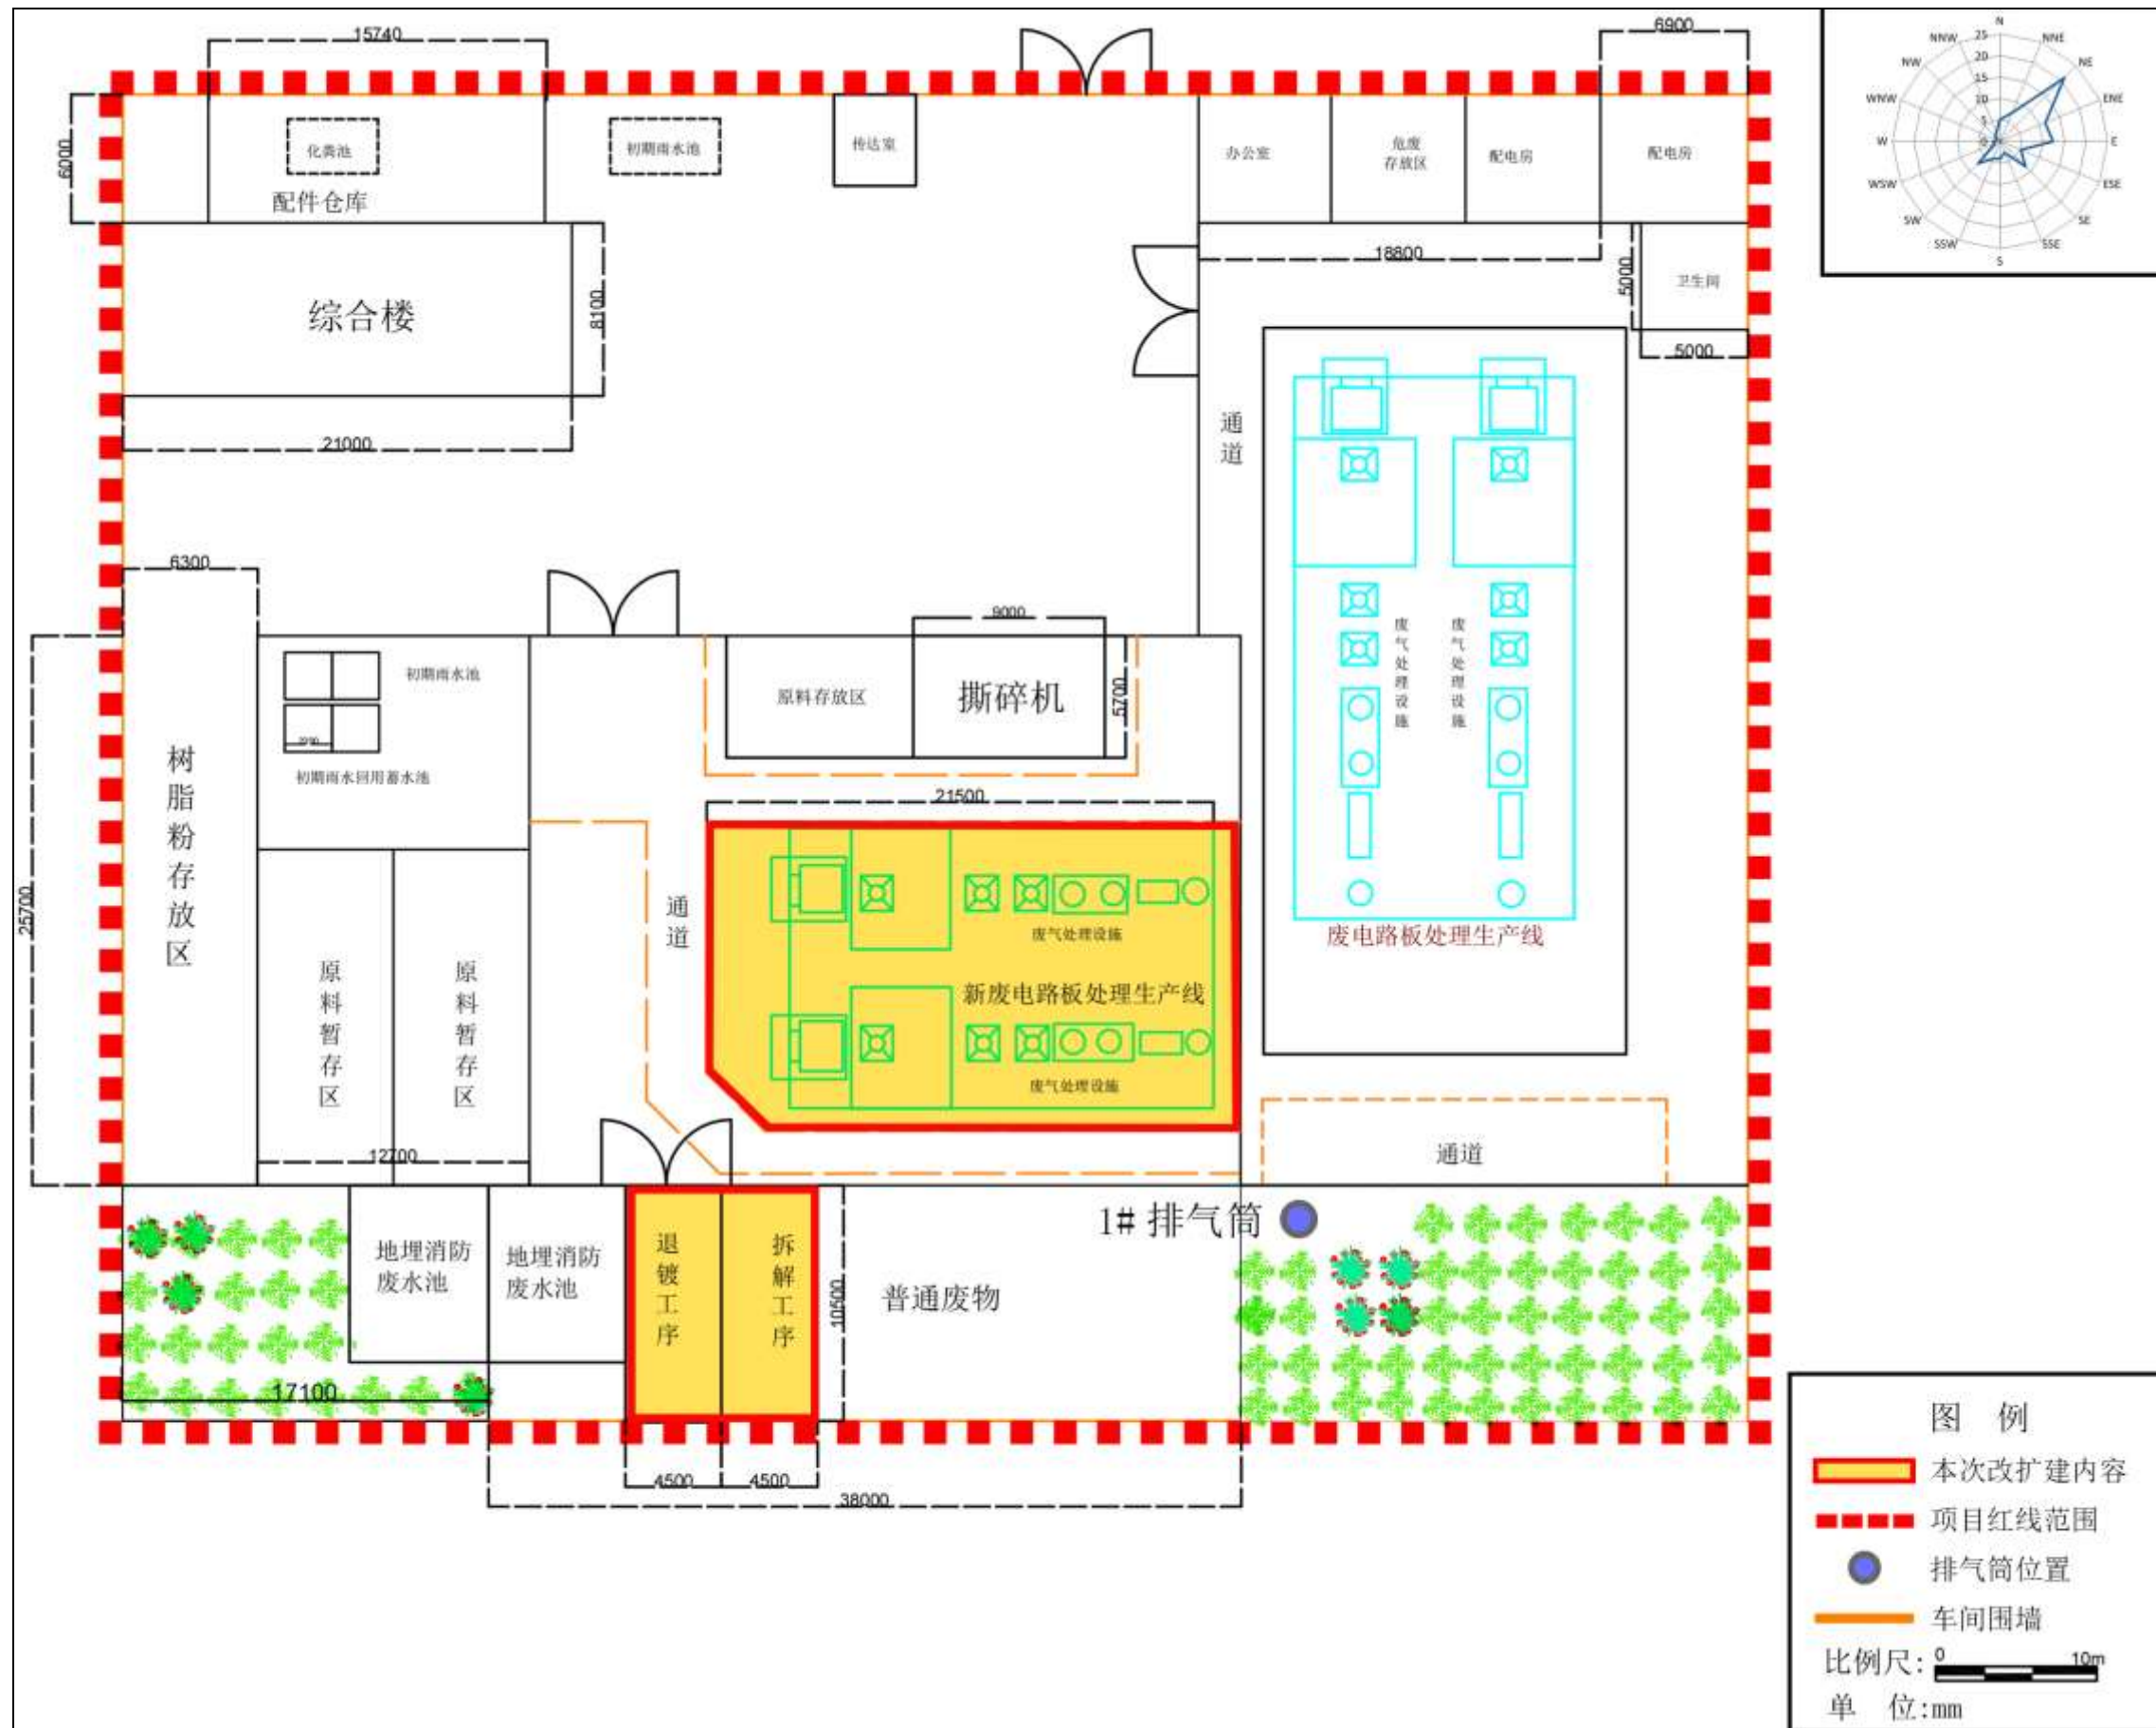 15740
6900
6000
化粪池
初期雨水池
传达室
办公室
危废
存放区
配电房
配电房
配件仓库
18800
5000
卫生间
5000
综合楼
8100
21000
通道
6300
9000
初期雨水池
原料存放区
撕碎机
5700
初期雨水回用蓄水池
废气处理设施
废气处理设施
树脂粉存放区
25700
21500
通道
废气处理设施
废电路板处理生产线
新废电路板处理生产线
原料暂存区
原料暂存区
废气处理设施
12700
通道
1# 排气筒
地埋消防
废水池
地埋消防
废水池
退镀工序
拆解工序
10500
普通废物
17100
4500
4500
38000
N
NNE
NE
ENE
E
ESE
SE
SSE
S
SSW
SW
WSW
W
WNW
NW
NNW
25
20
15
10
5
0
图 例
本次改扩建内容
项目红线范围
排气筒位置
车间围墙
比例尺: 0 10m
单 位:mm